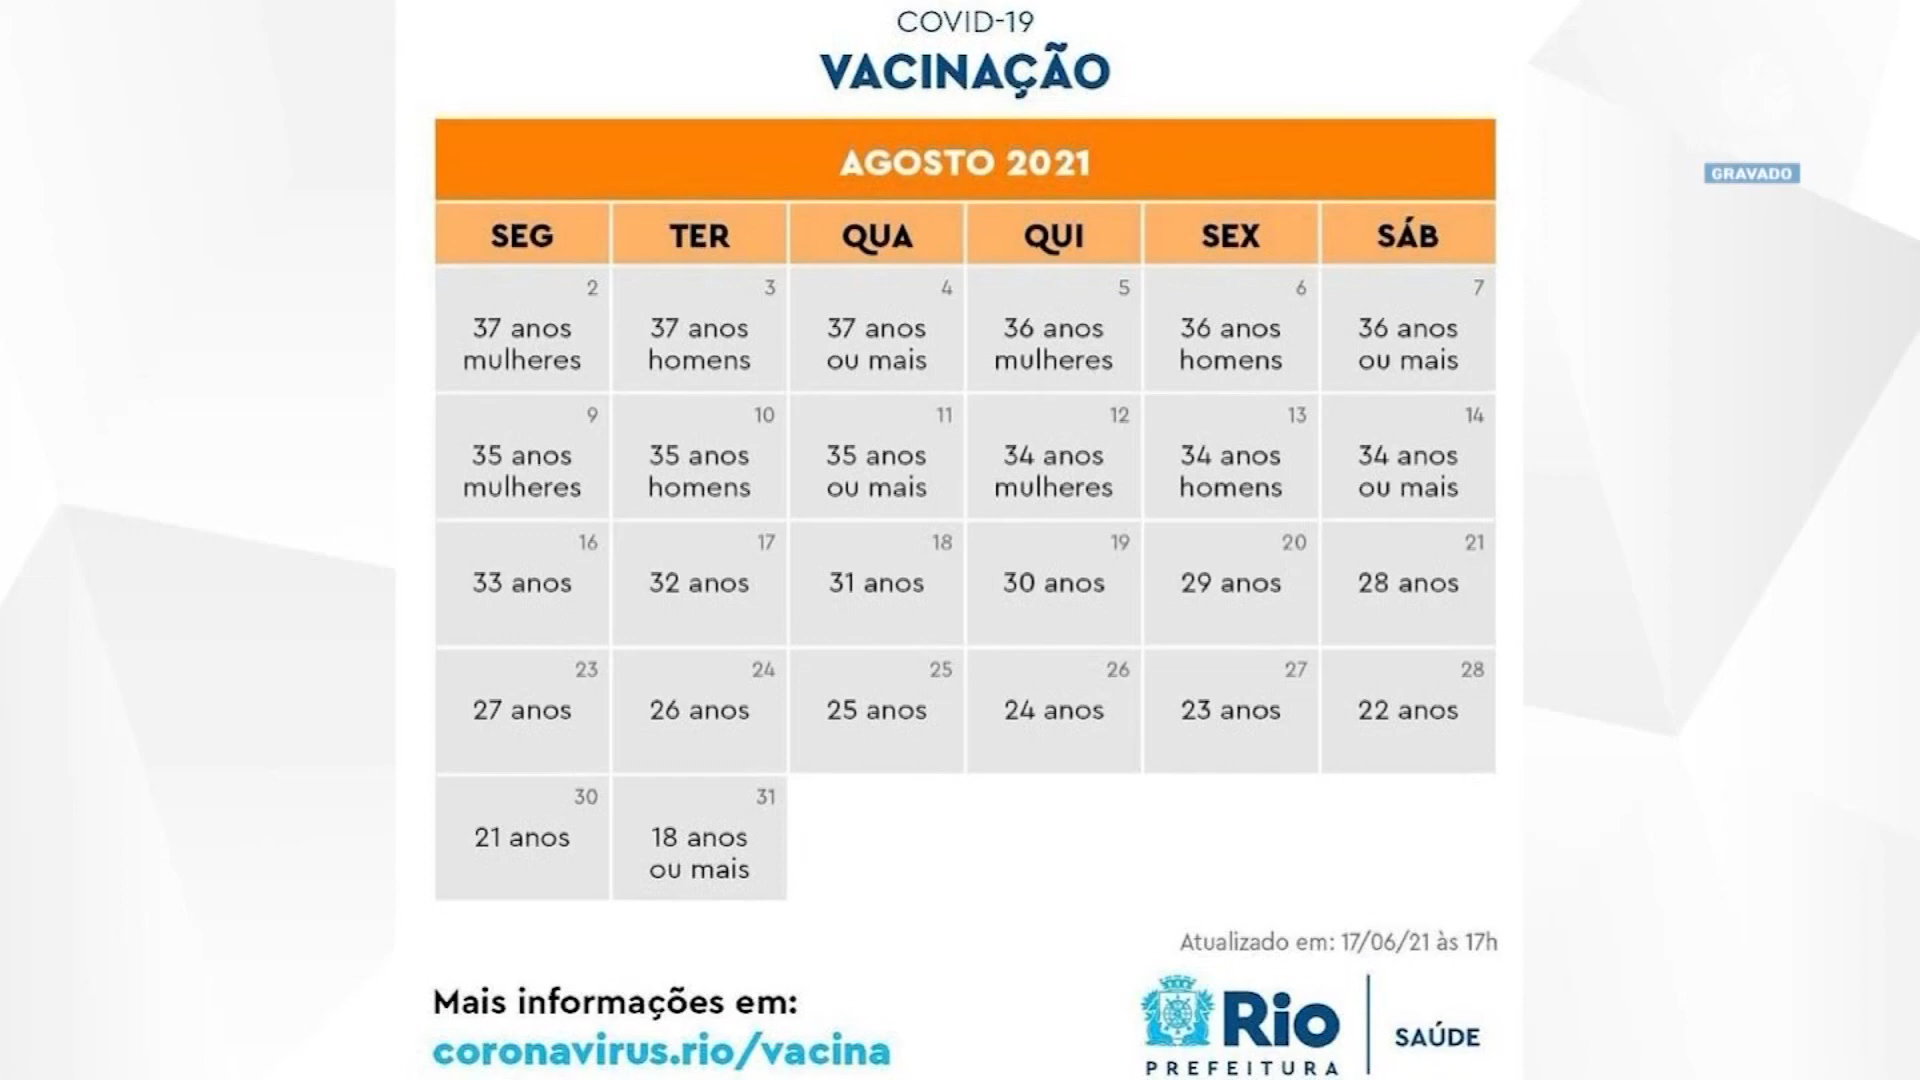 COVID-19
VACINAÇÃO
GRAVADO
AGOSTO 2021
SEG TER QUA QUI SEX SÁB
2 3 4 5 6 7
37 anos 37 anos 37 anos 36 anos 36 anos 36 anos
mulheres homens ou mais mulheres homens ou mais
9 10 11 12 13 14
35 anos 35 anos 35 anos 34 anos 34 anos 34 anos
mulheres homens ou mais mulheres homens ou mais
16 17 18 19 20 21
33 anos 32 anos 31 anos 30 anos 29 anos 28 anos
23 24 25 26 27 28
27 anos 26 anos 25 anos 24 anos 23 anos 22 anos
30 31
21 anos 18 anos
ou mais
Atualizado em: 17/06/21 às 17h
Mais informações em:
coronavirus.rio/vacina
Rio
PREFEITURA
SAÚDE